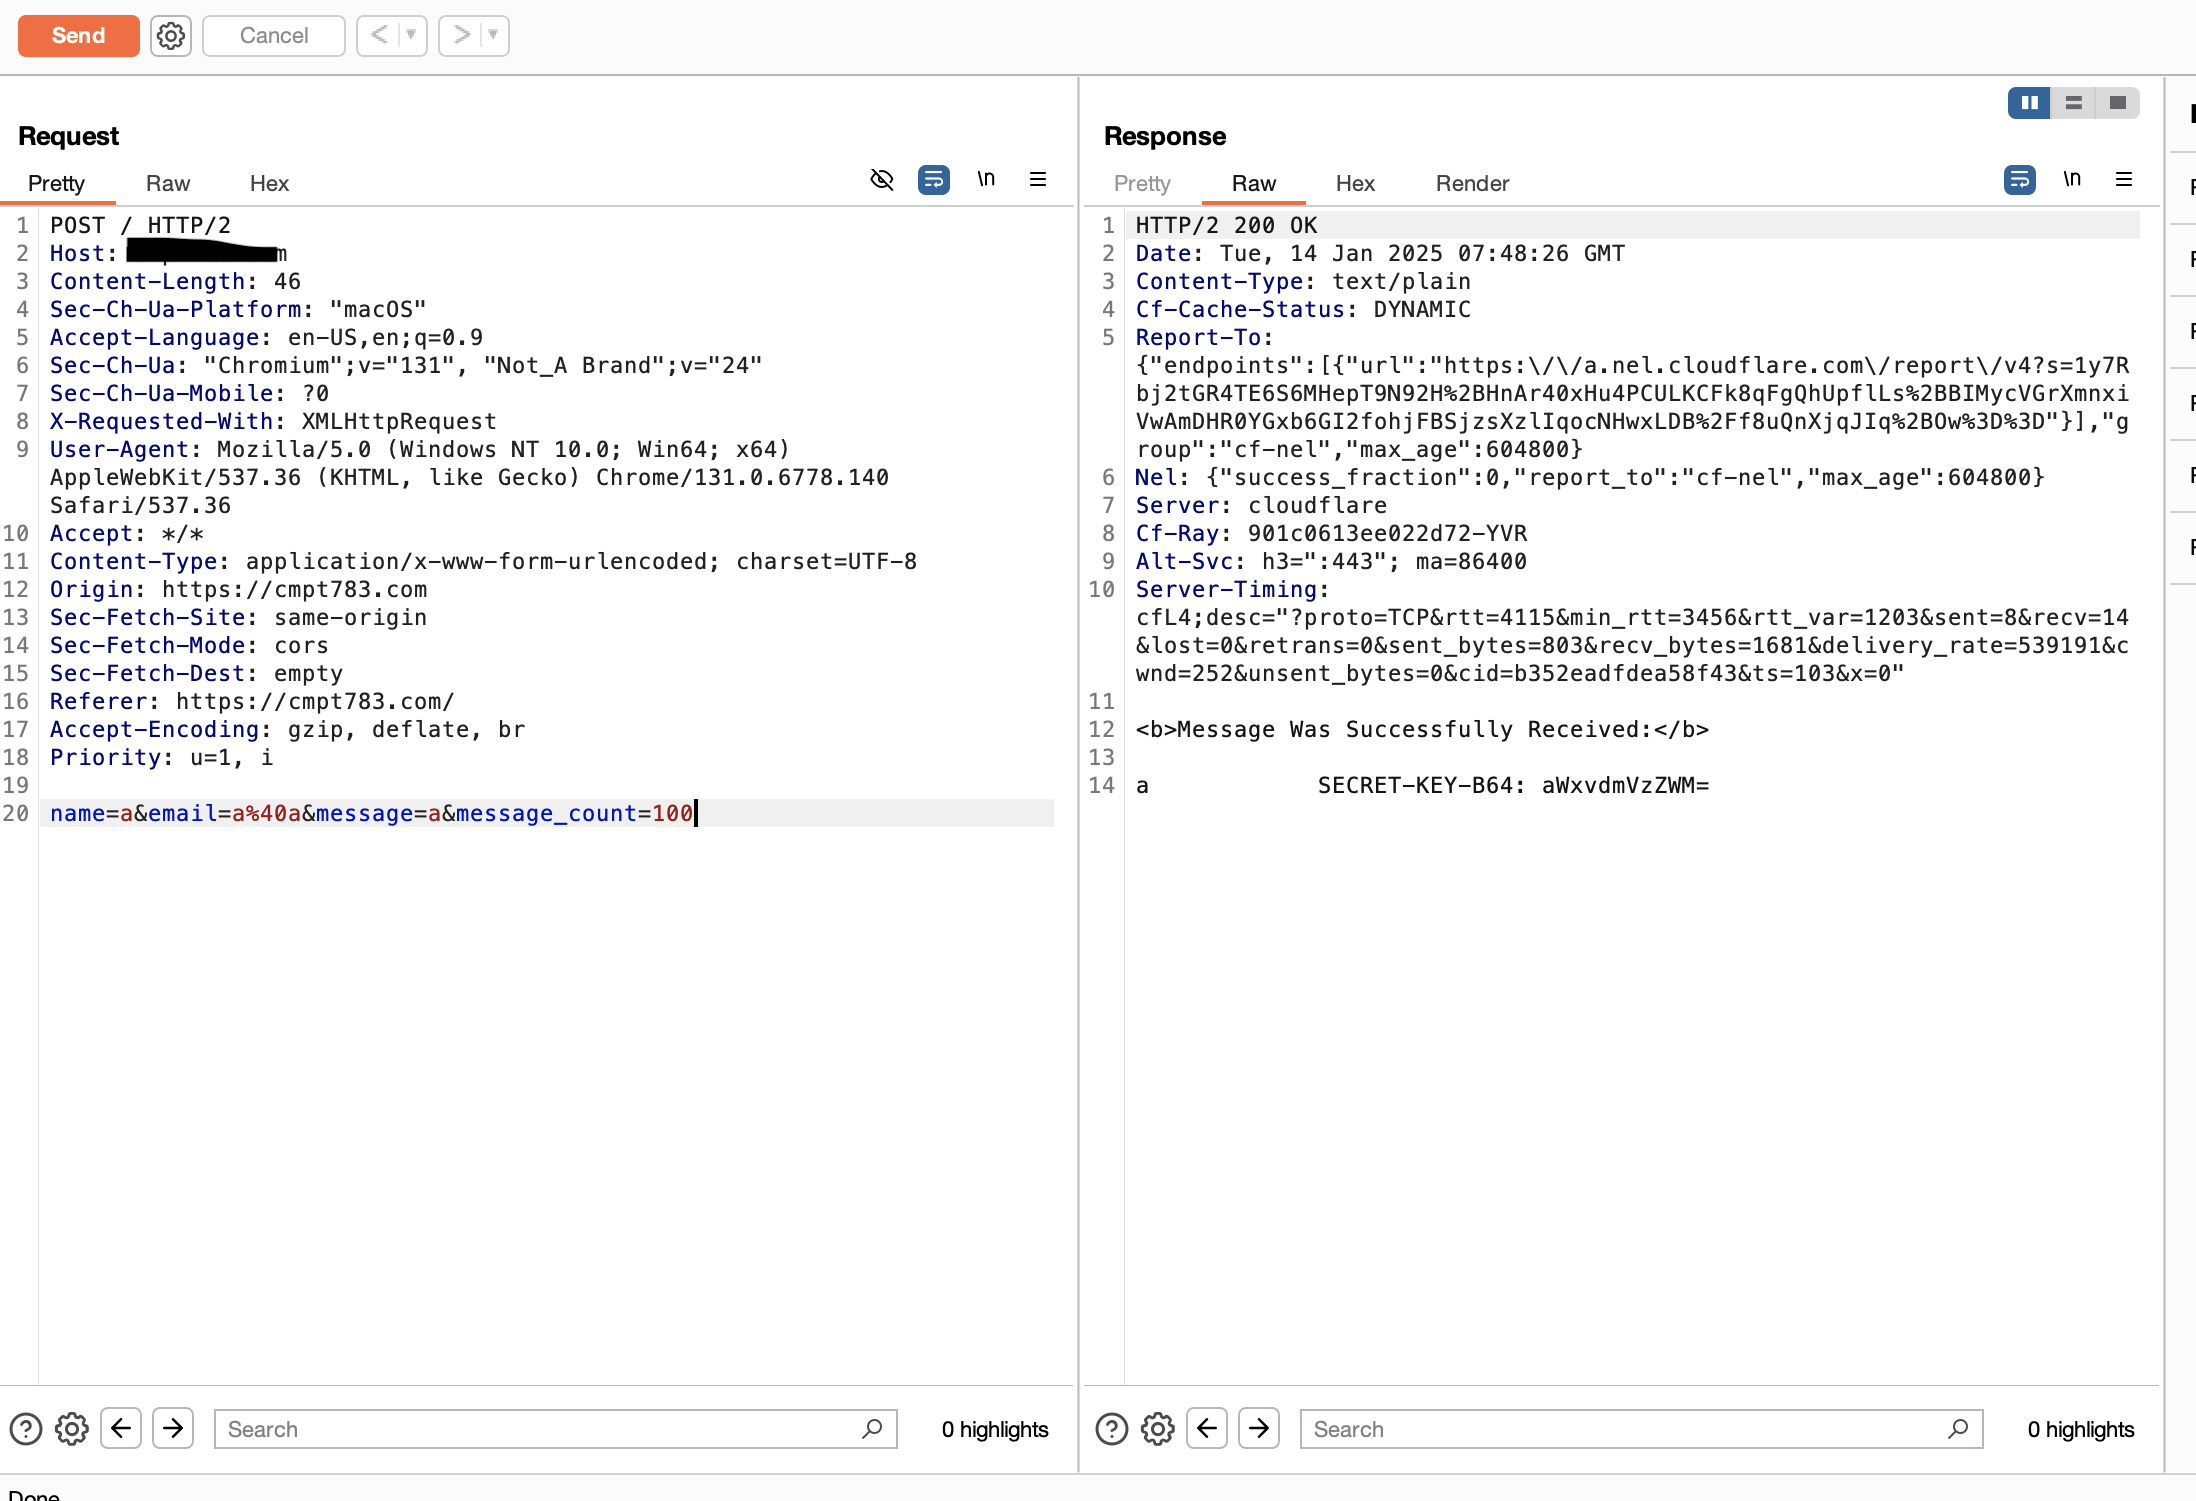 Send
Cancel
Request
Pretty Raw Hex
\n
1 POST / HTTP/2
2 Host: m
3 Content-Length: 46
4 Sec-Ch-Ua-Platform: "macOS"
5 Accept-Language: en-US,en;q=0.9
6 Sec-Ch-Ua: "Chromium";v="131", "Not_A Brand";v="24"
7 Sec-Ch-Ua-Mobile: ?0
8 X-Requested-With: XMLHttpRequest
9 User-Agent: Mozilla/5.0 (Windows NT 10.0; Win64; x64)
AppleWebKit/537.36 (KHTML, like Gecko) Chrome/131.0.6778.140
Safari/537.36
10 Accept: */*
11 Content-Type: application/x-www-form-urlencoded; charset=UTF-8
12 Origin: https://cmpt783.com
13 Sec-Fetch-Site: same-origin
14 Sec-Fetch-Mode: cors
15 Sec-Fetch-Dest: empty
16 Referer: https://cmpt783.com/
17 Accept-Encoding: gzip, deflate, br
18 Priority: u=1, i
19
20 name=a&email=a%40a&message=a&message_count=100
Search
0 highlights
Response
Pretty Raw Hex Render
\n
1 HTTP/2 200 OK
2 Date: Tue, 14 Jan 2025 07:48:26 GMT
3 Content-Type: text/plain
4 Cf-Cache-Status: DYNAMIC
5 Report-To:
{"endpoints":[{"url":"https:\/\/a.nel.cloudflare.com\/report\/v4?s=1y7R
bj2tGR4TE6S6MHepT9N92H%2BHnAr40xHu4PCULKCFk8qFgQhUpflLs%2BBIMycVGrXmnxi
VwAmDHR0YGxb6GI2fohjFBSjzsXzlIqocNHwxLDB%2Ff8uQnXjqJIq%2BOw%3D%3D"}],"g
roup":"cf-nel","max_age":604800}
6 Nel: {"success_fraction":0,"report_to":"cf-nel","max_age":604800}
7 Server: cloudflare
8 Cf-Ray: 901c0613ee022d72-YVR
9 Alt-Svc: h3=":443"; ma=86400
10 Server-Timing:
cfL4;desc="?proto=TCP&rtt=4115&min_rtt=3456&rtt_var=1203&sent=8&recv=14
&lost=0&retrans=0&sent_bytes=803&recv_bytes=1681&delivery_rate=539191&c
wnd=252&unsent_bytes=0&cid=b352eadfdea58f43&ts=103&x=0"
11
12 <b>Message Was Successfully Received:</b>
13
14 a SECRET-KEY-B64: aWxvdmVzZWM=
Search
0 highlights
Done